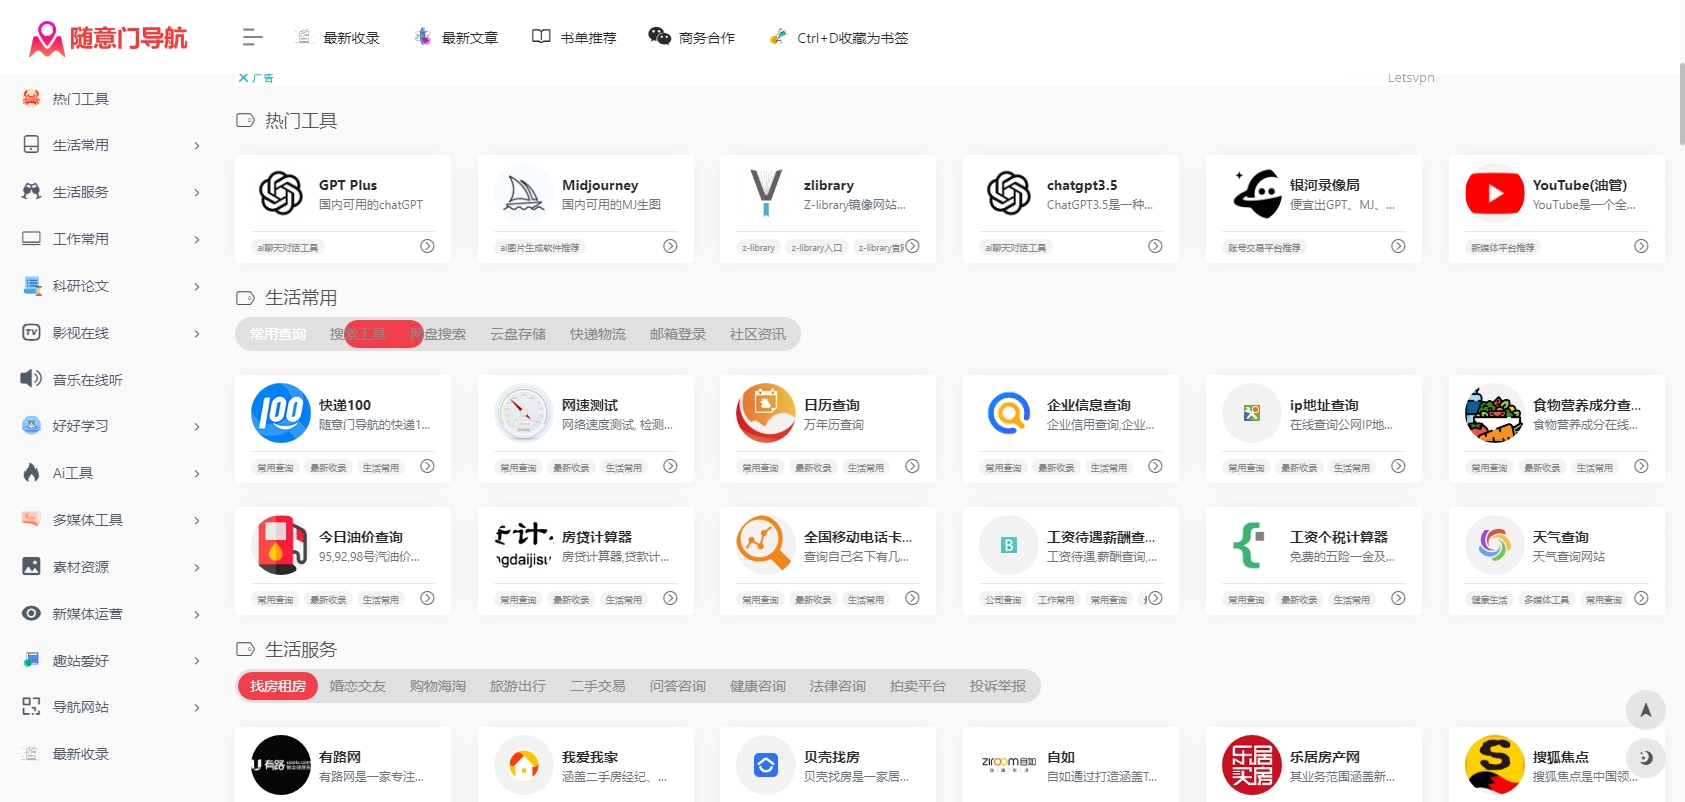 随意门导航
最新收录
最新文章
书单推荐
商务合作
Ctrl+D收藏为书签
热门工具
生活常用
生活服务
工作常用
科研论文
影视在线
音乐在线听
好好学习
Ai工具
多媒体工具
素材资源
新媒体运营
趣站爱好
导航网站
最新收录
X 广告
Letsvpn
热门工具
GPT Plus
国内可用的chatGPT
ai聊天对话工具
Midjourney
国内可用的MJ生图
ai图片生成软件推荐
zlibrary
Z-library镜像网站...
z-library z-library入口 z-library官
chatgpt3.5
ChatGPT3.5是一种...
ai聊天对话工具
银河录像局
便宜出GPT、MJ、...
账号交易平台推荐
YouTube(油管)
YouTube是一个全...
新媒体平台推荐
生活常用
常用查询 搜索工具 网盘搜索 云盘存储 快递物流 邮箱登录 社区资讯
100
快递100
随意门导航的快递1...
常用查询 最新收录 生活常用
网速测试
网络速度测试, 检测...
常用查询 最新收录 生活常用
日历查询
万年历查询
常用查询 最新收录 生活常用
企业信息查询
企业信用查询,企业...
常用查询 最新收录 生活常用
ip地址查询
在线查询公网IP地...
常用查询 最新收录 生活常用
食物营养成分查...
食物营养成分在线...
常用查询 最新收录 生活常用
今日油价查询
95,92,98号汽油价...
常用查询 最新收录 生活常用
ngdaijisu
房贷计算器
房贷计算器,贷款计...
常用查询 最新收录 生活常用
全国移动电话卡...
查询自己名下有几...
常用查询 最新收录 生活常用
B
工资待遇薪酬查...
工资待遇,薪酬查询,...
公司查询 工作常用 常用查询
工资个税计算器
免费的五险一金及...
常用查询 最新收录 生活常用
天气查询
天气查询网站
健康生活 多媒体工具 常用查询
生活服务
找房租房 婚恋交友 购物海淘 旅游出行 二手交易 问答咨询 健康咨询 法律咨询 拍卖平台 投诉举报
有路
有路网
有路网是一家专注...
我爱我家
涵盖二手房经纪、...
贝壳找房
贝壳找房是一家居...
ziroom自如
自如
自如通过打造涵盖T...
乐居买房
乐居房产网
其业务范围涵盖新...
S
搜狐焦点
搜狐焦点是中国领...